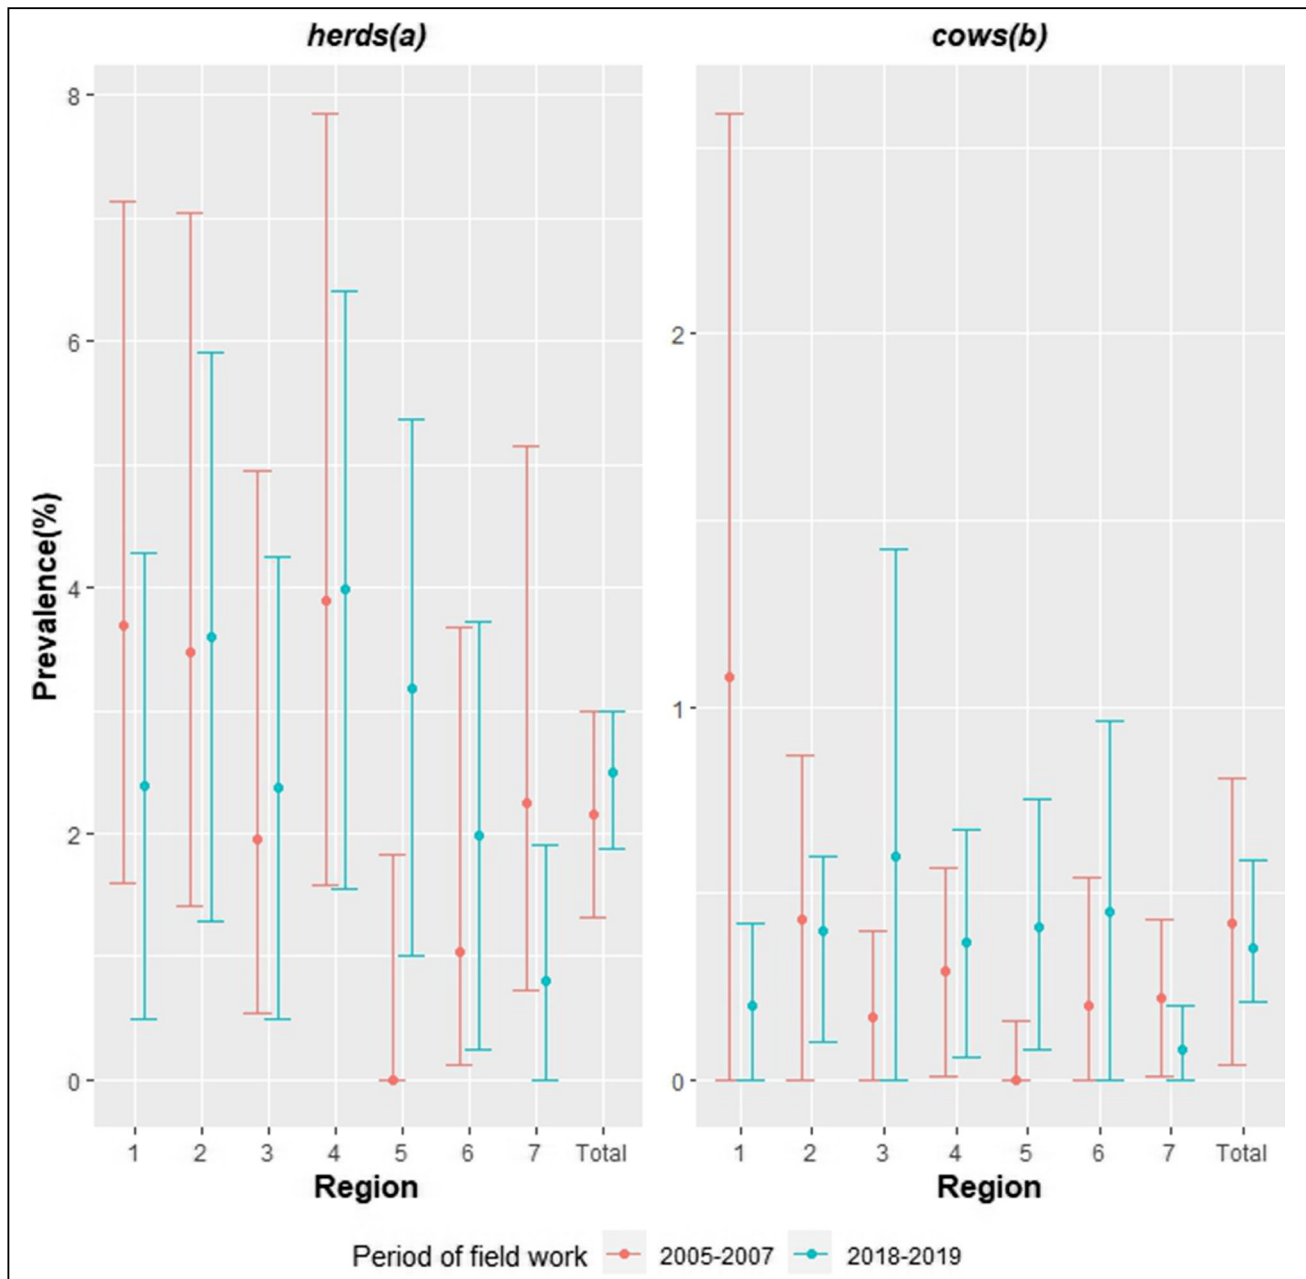 herds(a)
cows(b)
Prevalence(%)
8
6
4
2
0
2
1
0
1 2 3 4 5 6 7 Total
1 2 3 4 5 6 7 Total
Region
Region
Period of field work 2005-2007 2018-2019